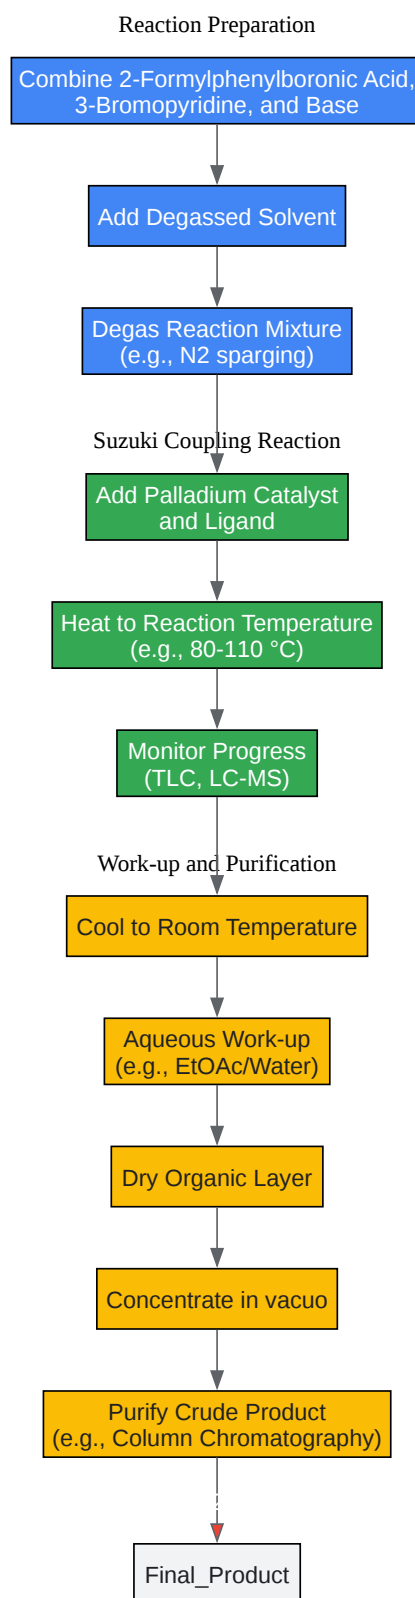 Reaction Preparation
Combine 2-Formylphenylboronic Acid,
3-Bromopyridine, and Base
Add Degassed Solvent
Degas Reaction Mixture
(e.g., N2 sparging)
Suzuki Coupling Reaction
Add Palladium Catalyst
and Ligand
Heat to Reaction Temperature
(e.g., 80-110 °C)
Monitor Progress
(TLC, LC-MS)
Work-up and Purification
Cool to Room Temperature
Aqueous Work-up
(e.g., EtOAc/Water)
Dry Organic Layer
Concentrate in vacuo
Purify Crude Product
(e.g., Column Chromatography)
Final_Product